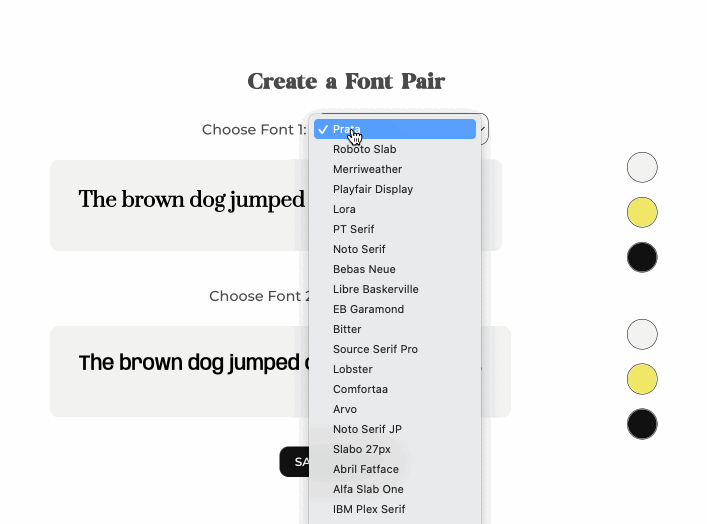 Create a Font Pair
Choose Font 1:
Prata
Roboto Slab
Merriweather
Playfair Display
Lora
PT Serif
Noto Serif
Bebas Neue
Libre Baskerville
EB Garamond
Bitter
Source Serif Pro
Lobster
Comfortaa
Arvo
Noto Serif JP
Slabo 27px
Abril Fatface
Alfa Slab One
IBM Plex Serif
The brown dog jumped
Choose Font 2
The brown dog jumped
SA